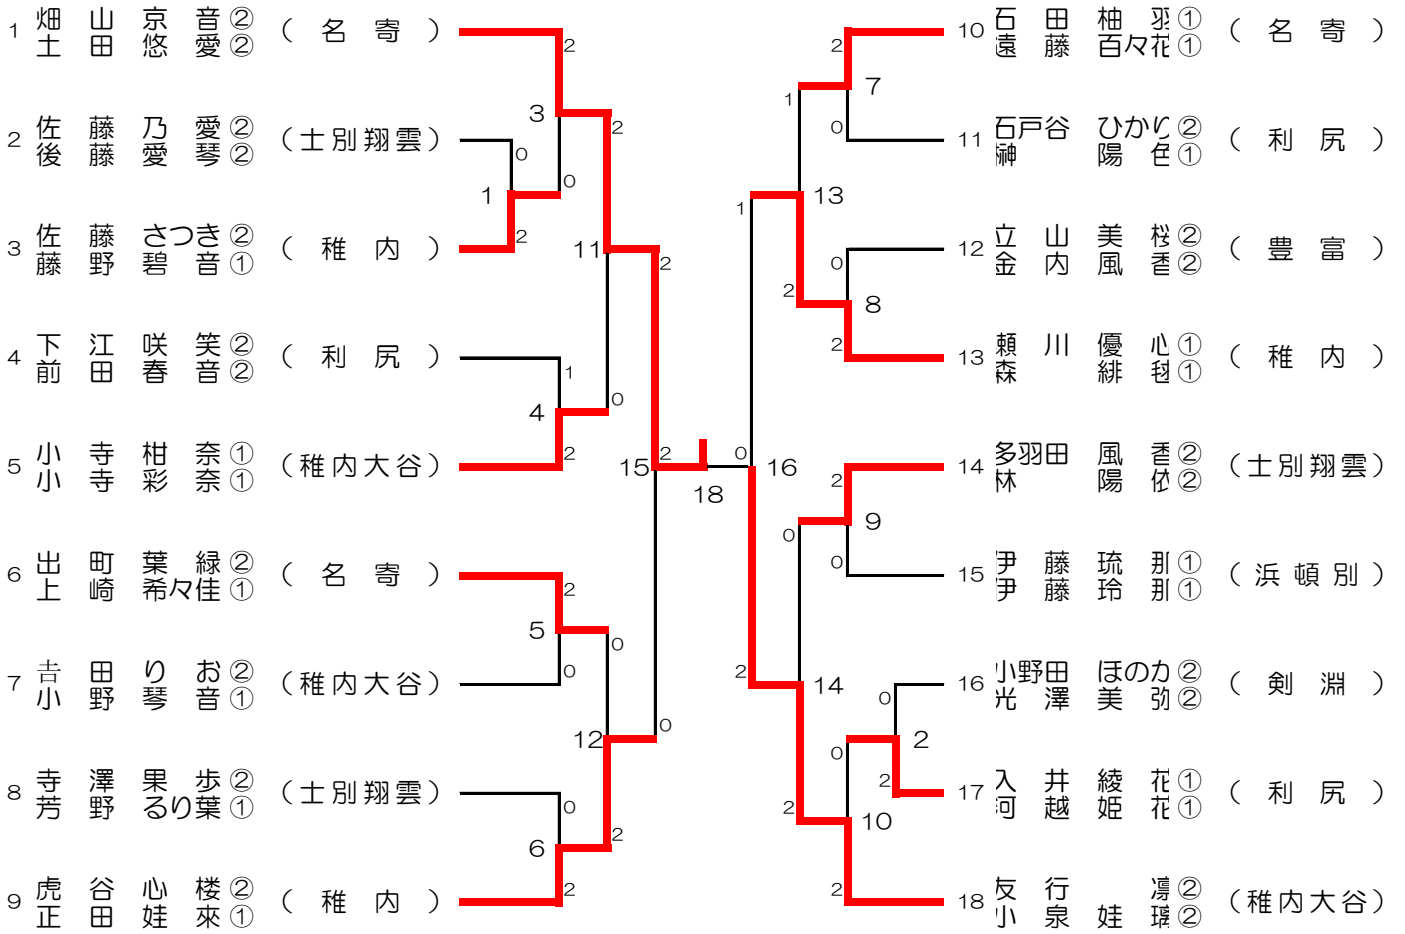 1 畑山京音② (名寄)
土田悠愛②
2 佐藤乃愛② (士別翔雲)
後藤愛琴②
3 佐藤さつき② (稚内)
藤野碧音①
4 下江咲笑② (利尻)
前田春音②
5 小寺柑奈① (稚内大谷)
小寺彩奈①
6 出町葉緑② (名寄)
上崎希々佳①
7 𠮷田りお② (稚内大谷)
小野琴音①
8 寺澤果歩② (士別翔雲)
芳野るり葉①
9 虎谷心楼② (稚内)
正田娃來①
2
3
2
0
1
0
2
11
2
1
4
0
2
15
2
18
2
5
0
0
12
0
0
6
2
2
10 石田柚羽① (名寄)
遠藤百々花①
11 石戸谷ひかり② (利尻)
榊陽色①
12 立山美桜② (豊富)
金内風香②
13 瀬川優心① (稚内)
森緋毬①
14 多羽田風香② (士別翔雲)
林陽依②
15 伊藤琉那① (浜頓別)
伊藤玲那①
16 小野田ほのか② (剣淵)
光澤美弥②
17 入井綾花① (利尻)
河越姫花①
18 友行凛② (稚内大谷)
小泉娃璃②
2
7
1
0
13
1
0
2
8
2
0
16
2
9
0
0
2
14
0
2
0
2
2
10
2